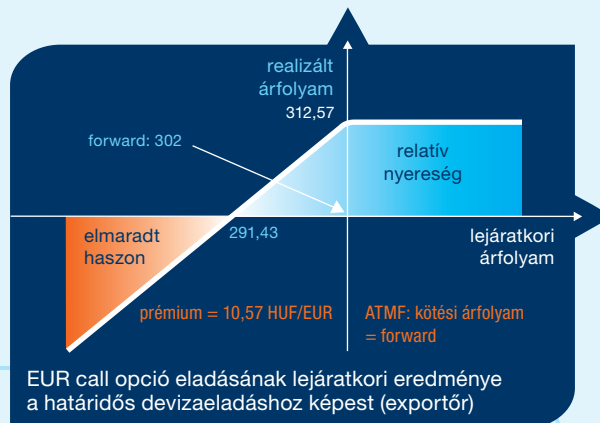 realizált
árfolyam
312,57
forward: 302
relatív
nyereség
elmaradt
haszon
291,43
lejáratkori
árfolyam
prémium = 10,57 HUF/EUR
ATMF: kötési árfolyam
= forward
EUR call opció eladásának lejáratkori eredménye
a határidős devizaeladáshoz képest (exportőr)